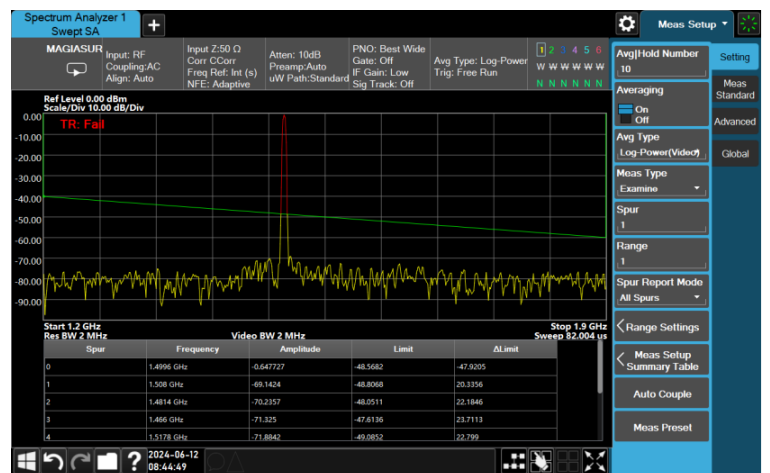 Spectrum Analyzer 1
Swept SA
+
Meas Setup
MAGIASUR
Input: RF
Coupling:AC
Align: Auto
Input Z:50 Ω
Corr CCorr
Freq Ref: Int (s)
NFE: Adaptive
Atten: 10dB
Preamp:Auto
uW Path:Standard
PNO: Best Wide
Gate: Off
IF Gain: Low
Sig Track: Off
Avg Type: Log-Power
Trig: Free Run
1 2 3 4 5 6
W W W W W W
N N N N N N
Ref Level 0.00 dBm
Scale/Div 10.00 dB/Div
TR: Fail
0.00
-10.00
-20.00
-30.00
-40.00
-50.00
-60.00
-70.00
-80.00
-90.00
Start 1.2 GHz
Res BW 2 MHz
Video BW 2 MHz
Stop 1.9 GHz
Sweep 82.004 us
Spur Frequency Amplitude Limit ΔLimit
0 1.4996 GHz -0.647727 -48.5682 -47.9205
1 1.508 GHz -69.1424 -48.8068 20.3356
2 1.4814 GHz -70.2357 -48.0511 22.1846
3 1.466 GHz -71.325 -47.6136 23.7113
4 1.5178 GHz -71.8842 -49.0852 22.799
Avg|Hold Number
10
Averaging
On
Off
Avg Type
Log-Power(Video)
Meas Type
Examine
Spur
1
Range
1
Spur Report Mode
All Spurs
Range Settings
Meas Setup
Summary Table
Auto Couple
Meas Preset
Setting
Meas
Standard
Advanced
Global
?
2024-06-12
08:44:49